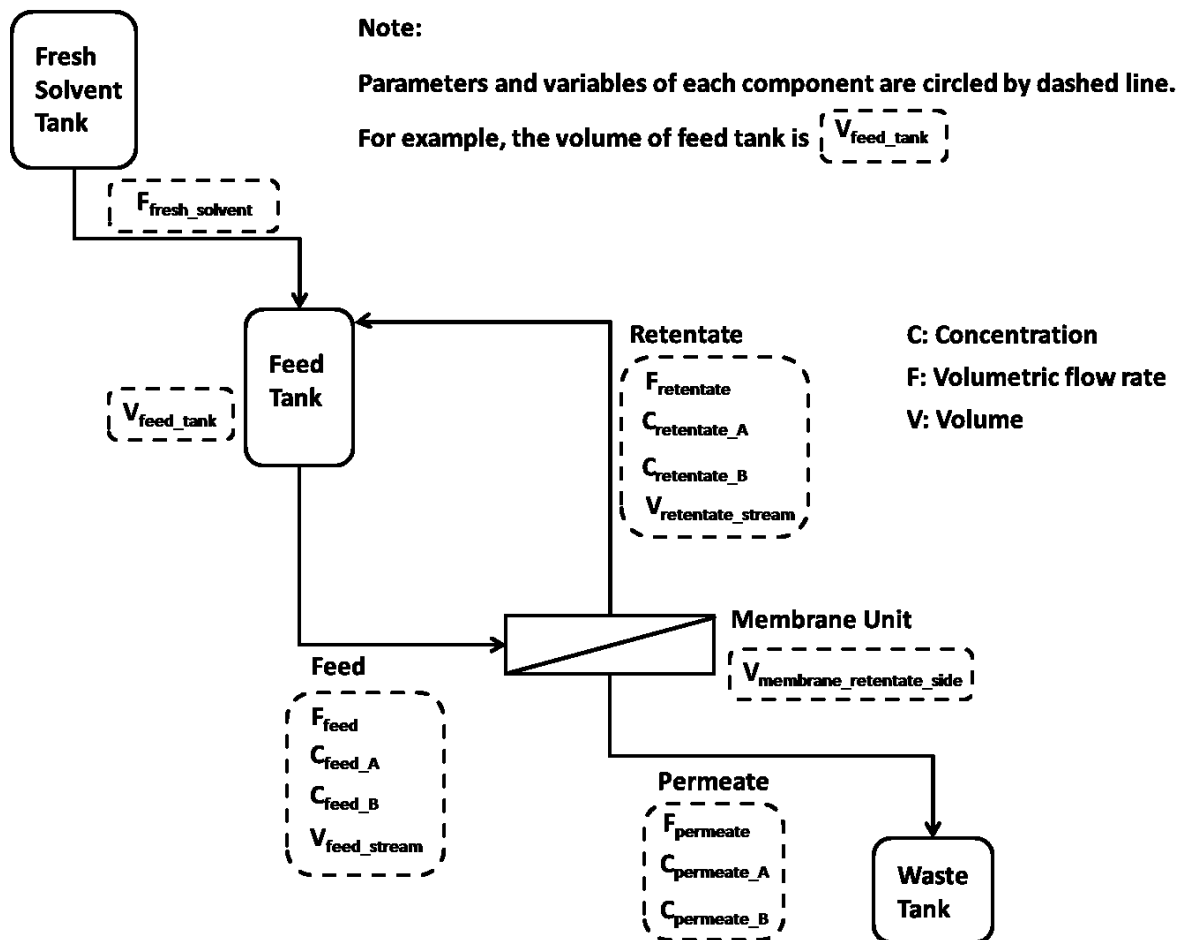 Fresh
Solvent
Tank
Note:
Parameters and variables of each component are circled by dashed line.
For example, the volume of feed tank is V_feed_tank
F_fresh_solvent
Feed
Tank
V_feed_tank
Retentate
F_retentate
C_retentate_A
C_retentate_B
V_retentate_stream
C: Concentration
F: Volumetric flow rate
V: Volume
Membrane Unit
V_membrane_retentate_side
Feed
F_feed
C_feed_A
C_feed_B
V_feed_stream
Permeate
F_permeate
C_permeate_A
C_permeate_B
Waste
Tank